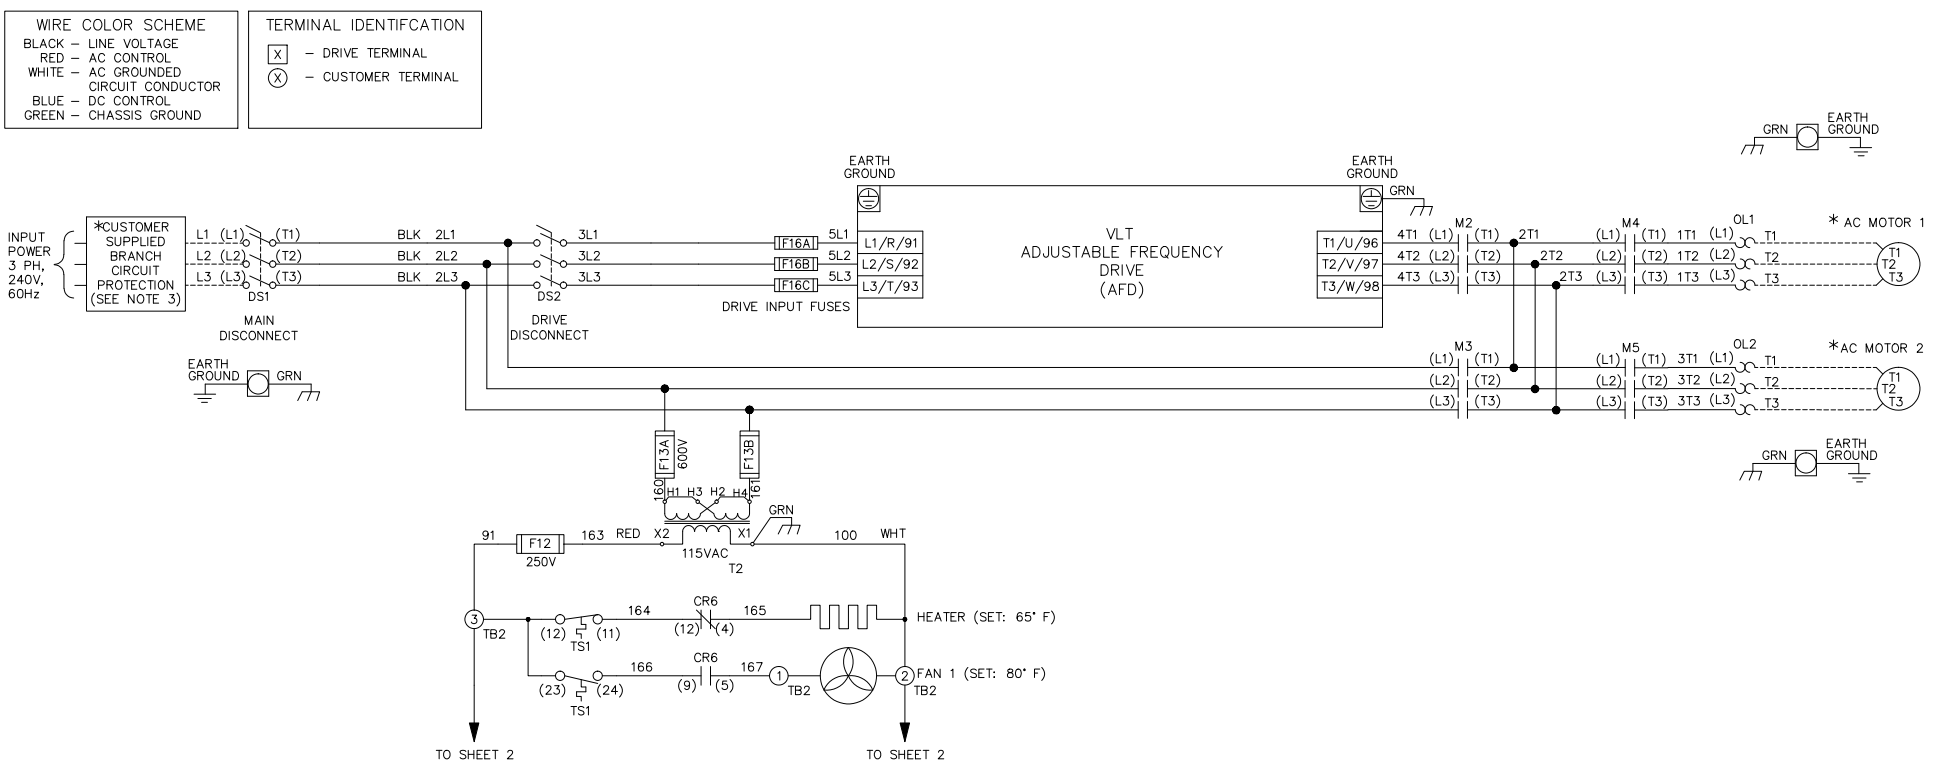 WIRE COLOR SCHEME
BLACK – LINE VOLTAGE
RED – AC CONTROL
WHITE – AC GROUNDED
CIRCUIT CONDUCTOR
BLUE – DC CONTROL
GREEN – CHASSIS GROUND
TERMINAL IDENTIFCATION
X – DRIVE TERMINAL
X – CUSTOMER TERMINAL
GRN
EARTH
GROUND
EARTH
GROUND
EARTH
GROUND
GRN
INPUT
POWER
3 PH,
240V,
60Hz
*CUSTOMER
SUPPLIED
BRANCH
CIRCUIT
PROTECTION
(SEE NOTE 3)
L1 (L1) (T1) BLK 2L1 3L1 F16A 5L1 L1/R/91
L2 (L2) (T2) BLK 2L2 3L2 F16B 5L2 L2/S/92
L3 (L3) (T3) BLK 2L3 3L3 F16C 5L3 L3/T/93
DS1
MAIN
DISCONNECT
DS2
DRIVE
DISCONNECT
DRIVE INPUT FUSES
VLT
ADJUSTABLE FREQUENCY
DRIVE
(AFD)
M2 M4 OL1 * AC MOTOR 1
T1/U/96 4T1 (L1) (T1) 2T1 (L1) (T1) 1T1 (L1) T1 T1
T2/V/97 4T2 (L2) (T2) 2T2 (L2) (T2) 1T2 (L2) T2 T2
T3/W/98 4T3 (L3) (T3) 2T3 (L3) (T3) 1T3 (L3) T3 T3
EARTH
GROUND GRN
M3 M5 OL2 *AC MOTOR 2
(L1) (T1) (L1) (T1) 3T1 (L1) T1 T1
(L2) (T2) (L2) (T2) 3T2 (L2) T2 T2
(L3) (T3) (L3) (T3) 3T3 (L3) T3 T3
GRN
EARTH
GROUND
F13A
600V
F13B
160
H1 H3 H2 H4
161
GRN
91 F12 163 RED X2 X1 100 WHT
250V
115VAC
T2
3
TB2
164 CR6 165
(12) (11) (12) (4)
TS1
HEATER (SET: 65° F)
166 CR6 167
(23) (24) (9) (5)
TS1
1
TB2
2
TB2
FAN 1 (SET: 80° F)
TO SHEET 2
TO SHEET 2